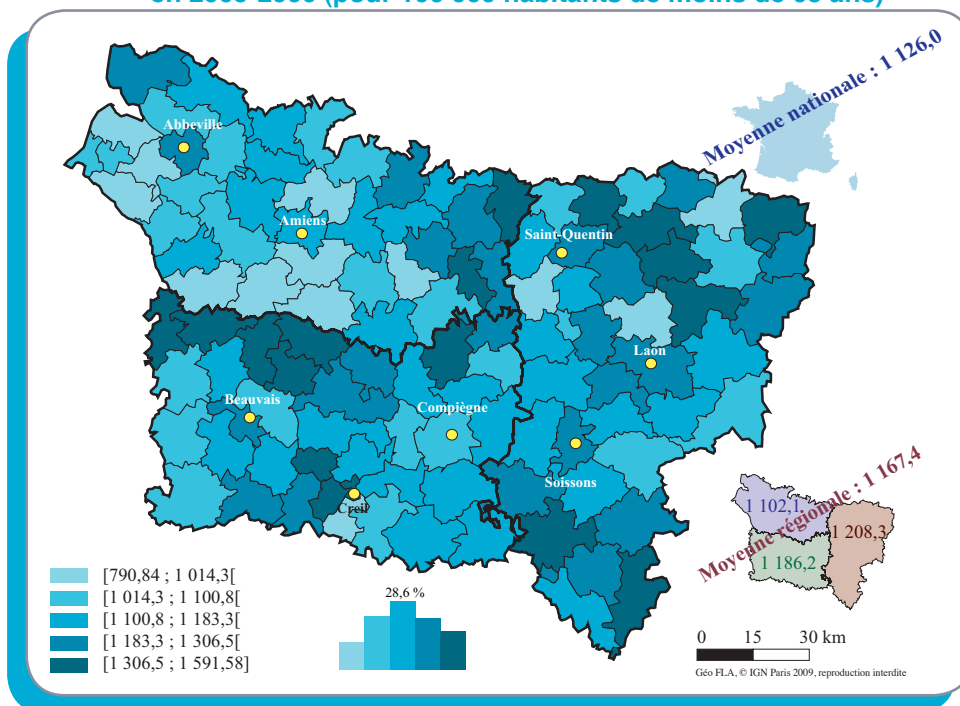 Moyenne nationale : 1 126,0
Abbeville
Amiens
Saint-Quentin
Laon
Beauvais
Compiègne
Soissons
Creil
Moyenne régionale : 1 167,4
1 102,1
1 208,3
1 186,2
[790,84 ; 1 014,3[
[1 014,3 ; 1 100,8[
[1 100,8 ; 1 183,3[
[1 183,3 ; 1 306,5[
[1 306,5 ; 1 591,58]
28,6 %
0 15 30 km
Géo FLA, © IGN Paris 2009, reproduction interdite